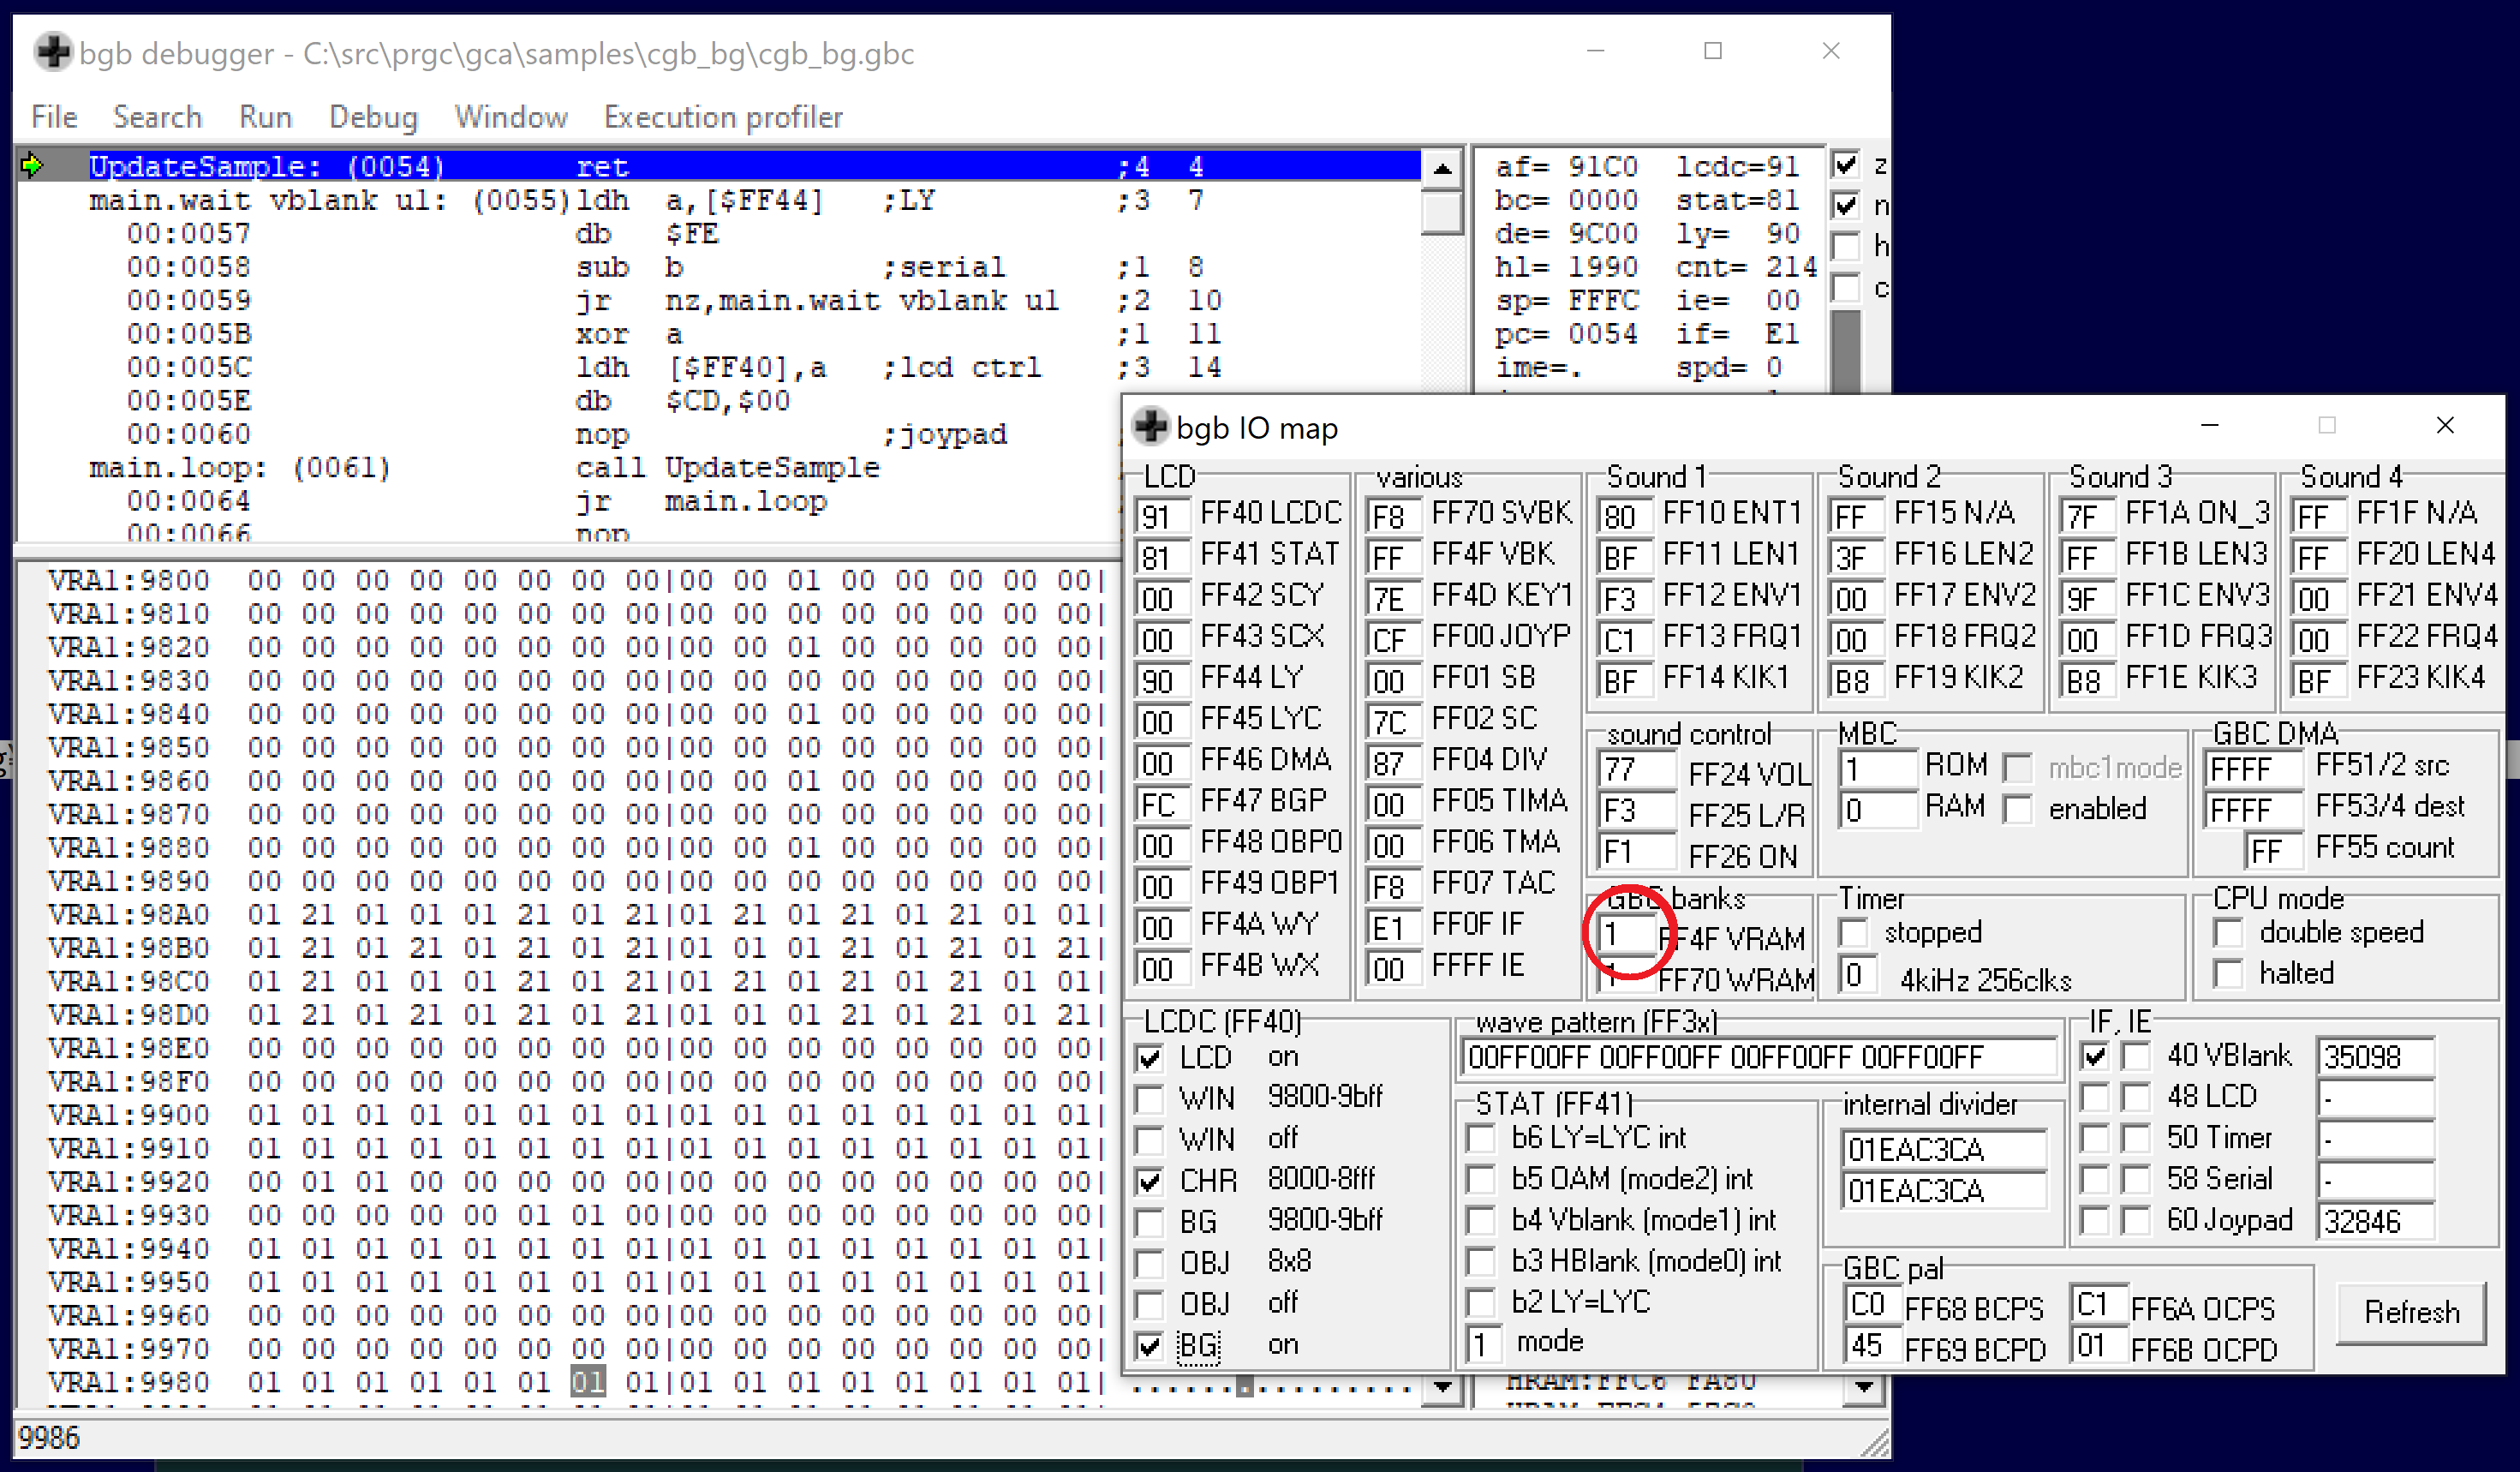 bgb debugger - C:\src\prgc\gca\samples\cgb_bg\cgb_bg.gbc
File Search Run Debug Window Execution profiler
UpdateSample: (0054) ret ;4 4
main.wait vblank ul: (0055) ldh a,[$FF44] ;LY ;3 7
00:0057 db $FE
00:0058 sub b ;serial ;1 8
00:0059 jr nz,main.wait vblank ul ;2 10
00:005B xor a ;1 11
00:005C ldh [$FF40],a ;lcd ctrl ;3 14
00:005E db $CD,$00
00:0060 nop ;joypad
main.loop: (0061) call UpdateSample
00:0064 jr main.loop
00:0066 nop
af= 91C0 lcdc=91 z
bc= 0000 stat=81 n
de= 9C00 ly= 90
h
hl= 1990 cnt= 214 c
sp= FFFC ie= 00
pc= 0054 if= E1
ime=. spd= 0
VRA1:9800 00 00 00 00 00 00 00 00|00 00 01 00 00 00 00 00|
VRA1:9810 00 00 00 00 00 00 00 00|00 00 00 00 00 00 00 00|
VRA1:9820 00 00 00 00 00 00 00 00|00 00 01 00 00 00 00 00|
VRA1:9830 00 00 00 00 00 00 00 00|00 00 00 00 00 00 00 00|
VRA1:9840 00 00 00 00 00 00 00 00|00 00 01 00 00 00 00 00|
VRA1:9850 00 00 00 00 00 00 00 00|00 00 00 00 00 00 00 00|
VRA1:9860 00 00 00 00 00 00 00 00|00 00 01 00 00 00 00 00|
VRA1:9870 00 00 00 00 00 00 00 00|00 00 00 00 00 00 00 00|
VRA1:9880 00 00 00 00 00 00 00 00|00 00 01 00 00 00 00 00|
VRA1:9890 00 00 00 00 00 00 00 00|00 00 00 00 00 00 00 00|
VRA1:98A0 01 21 01 01 01 21 01 21|01 21 01 21 01 21 01 01|
VRA1:98B0 01 21 01 21 01 21 01 21|01 01 01 21 01 21 01 21|
VRA1:98C0 01 21 01 01 01 21 01 21|01 21 01 21 01 21 01 01|
VRA1:98D0 01 21 01 21 01 21 01 21|01 01 01 21 01 21 01 21|
VRA1:98E0 00 00 00 00 00 00 00 00|00 00 00 00 00 00 00 00|
VRA1:98F0 00 00 00 00 00 00 00 00|00 00 00 00 00 00 00 00|
VRA1:9900 01 01 01 01 01 01 01 01|01 01 01 01 01 01 01 01|
VRA1:9910 01 01 01 01 01 01 01 01|01 01 01 01 01 01 01 01|
VRA1:9920 00 01 01 00 00 00 00 00|00 00 00 00 00 00 00 00|
VRA1:9930 00 00 00 00 00 01 01 00|00 00 00 00 00 00 00 00|
VRA1:9940 01 01 01 01 01 01 01 01|01 01 01 01 01 01 01 01|
VRA1:9950 01 01 01 01 01 01 01 01|01 01 01 01 01 01 01 01|
VRA1:9960 00 00 00 00 00 00 00 00|00 00 00 00 00 00 00 00|
VRA1:9970 00 00 00 00 00 00 00 00|00 00 00 00 00 00 00 00|
VRA1:9980 01 01 01 01 01 01 01 01|01 01 01 01 01 01 01 01| ................
HRAM:FFC6 FA80
9986
bgb IO map
LCD
91 FF40 LCDC
81 FF41 STAT
00 FF42 SCY
00 FF43 SCX
90 FF44 LY
00 FF45 LYC
00 FF46 DMA
FC FF47 BGP
00 FF48 OBP0
00 FF49 OBP1
00 FF4A WY
00 FF4B WX
various
F8 FF70 SVBK
FF FF4F VBK
7E FF4D KEY1
CF FF00 JOYP
00 FF01 SB
7C FF02 SC
87 FF04 DIV
00 FF05 TIMA
00 FF06 TMA
F8 FF07 TAC
E1 FF0F IF
00 FFFF IE
Sound 1
80 FF10 ENT1
BF FF11 LEN1
F3 FF12 ENV1
C1 FF13 FRQ1
BF FF14 KIK1
Sound 2
FF FF15 N/A
3F FF16 LEN2
00 FF17 ENV2
00 FF18 FRQ2
B8 FF19 KIK2
Sound 3
7F FF1A ON_3
FF FF1B LEN3
9F FF1C ENV3
00 FF1D FRQ3
B8 FF1E KIK3
Sound 4
FF FF1F N/A
FF FF20 LEN4
00 FF21 ENV4
00 FF22 FRQ4
BF FF23 KIK4
sound control
77 FF24 VOL
F3 FF25 L/R
F1 FF26 ON
MBC
1 ROM mbc1mode
0 RAM enabled
GBC DMA
FFFF FF51/2 src
FFFF FF53/4 dest
FF FF55 count
GBC banks
1 FF4F VRAM
1 FF70 WRAM
Timer
stopped
0 4kiHz 256clks
CPU mode
double speed
halted
LCDC (FF40)
LCD on
WIN 9800-9bff
WIN off
CHR 8000-8fff
BG 9800-9bff
OBJ 8x8
OBJ off
BG on
wave pattern (FF3x)
00FF00FF 00FF00FF 00FF00FF 00FF00FF
STAT (FF41)
b6 LY=LYC int
b5 OAM (mode2) int
b4 Vblank (mode1) int
b3 HBlank (mode0) int
b2 LY=LYC
1 mode
internal divider
01EAC3CA
01EAC3CA
IF, IE
40 VBlank 35098
48 LCD -
50 Timer -
58 Serial -
60 Joypad 32846
GBC pal
C0 FF68 BCPS C1 FF6A OCPS
45 FF69 BCPD 01 FF6B OCPD
Refresh